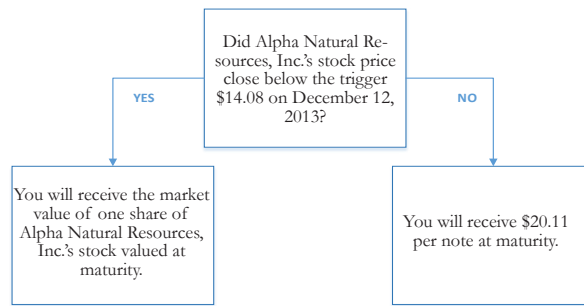 Did Alpha Natural Re-
sources, Inc.'s stock price
close below the trigger
$14.08 on December 12,
2013?
YES
NO
You will receive the market
value of one share of
Alpha Natural Resources,
Inc.'s stock valued at
maturity.
You will receive $20.11
per note at maturity.